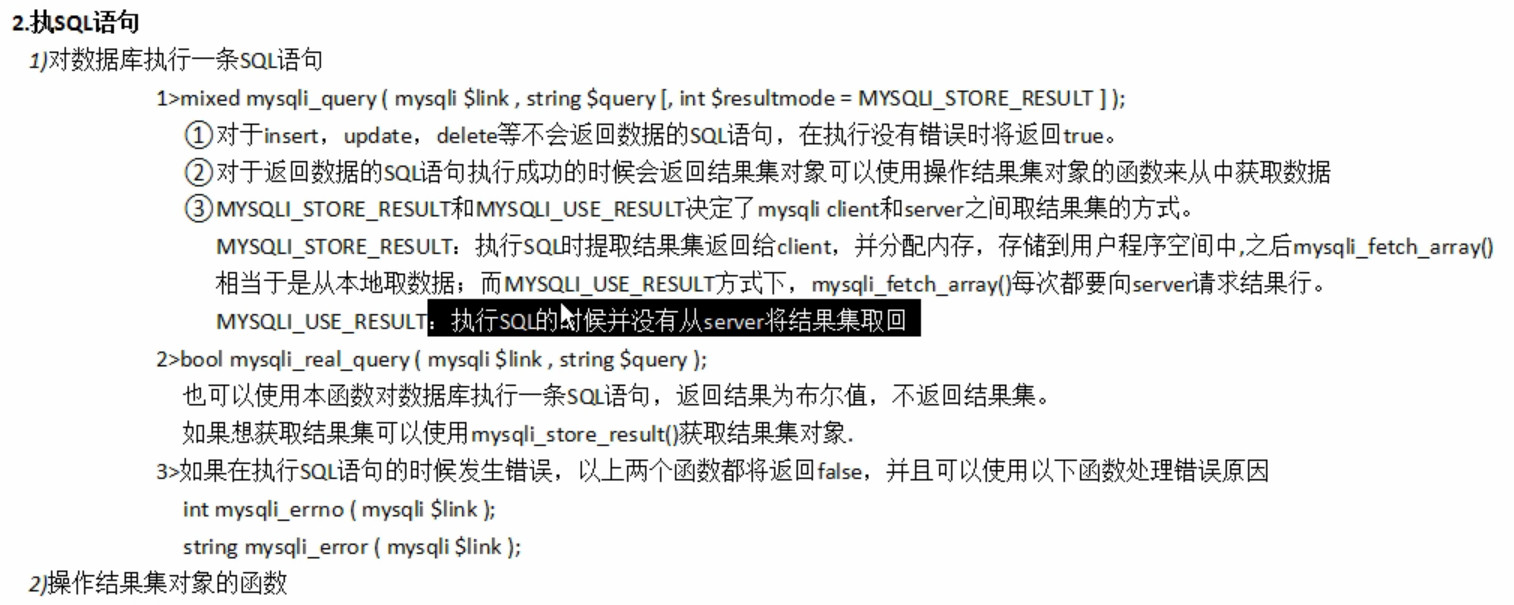 2.执SQL语句
1)对数据库执行一条SQL语句
1>mixed mysqli_query ( mysqli $link , string $query [, int $resultmode = MYSQLI_STORE_RESULT ] );
①对于insert，update，delete等不会返回数据的SQL语句，在执行没有错误时将返回true。
②对于返回数据的SQL语句执行成功的时候会返回结果集对象可以使用操作结果集对象的函数来从中获取数据
③MYSQLI_STORE_RESULT和MYSQLI_USE_RESULT决定了mysqli client和server之间取结果集的方式。
MYSQLI_STORE_RESULT：执行SQL时提取结果集返回给client，并分配内存，存储到用户程序空间中,之后mysqli_fetch_array()
相当于是从本地取数据；而MYSQLI_USE_RESULT方式下，mysqli_fetch_array()每次都要向server请求结果行。
MYSQLI_USE_RESULT：执行SQL的时候并没有从server将结果集取回
2>bool mysqli_real_query ( mysqli $link , string $query );
也可以使用本函数对数据库执行一条SQL语句，返回结果为布尔值，不返回结果集。
如果想获取结果集可以使用mysqli_store_result()获取结果集对象.
3>如果在执行SQL语句的时候发生错误，以上两个函数都将返回false，并且可以使用以下函数处理错误原因
int mysqli_errno ( mysqli $link );
string mysqli_error ( mysqli $link );
2)操作结果集对象的函数